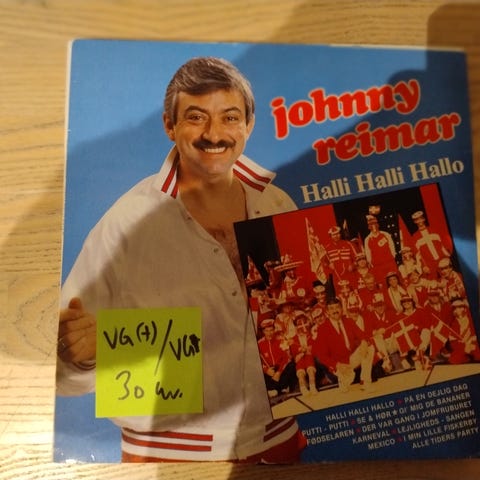 johnny
reimar
Halli Halli Hallo
HALLI HALLI HALLO * PÅ EN DEJLIG DAG
FUTTI - PUTTI * SE & HØR * GI' MIG DE BANANER
FØDSELAREN * DER VAR GANG I JOMFRUBURET
KARNEVAL * LEJLIGHEDS - SANGEN
MEXICO * I MIN LILLE FISKERBY
ALLE TIDERS PARTY
VG(+)/VG+
30 kr.